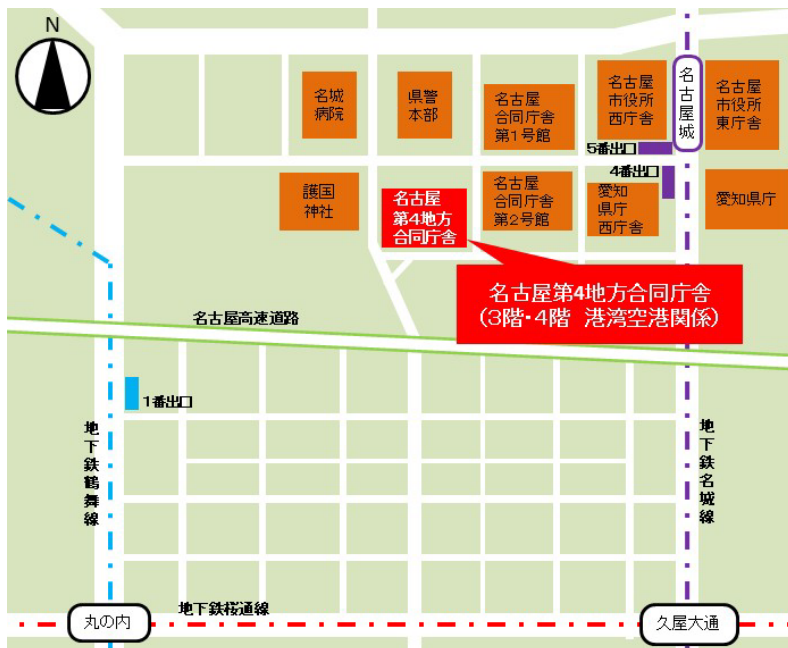 N
名城
病院
県警
本部
名古屋
合同庁舎
第1号館
名古屋
市役所
西庁舎
名古屋城
名古屋
市役所
東庁舎
5番出口
4番出口
護国
神社
名古屋
第4地方
合同庁舎
名古屋
合同庁舎
第2号館
愛知
県庁
西庁舎
愛知県庁
名古屋第4地方合同庁舎
(3階・4階 港湾空港関係)
名古屋高速道路
1番出口
地下鉄鶴舞線
地下鉄名城線
地下鉄桜通線
丸の内
久屋大通